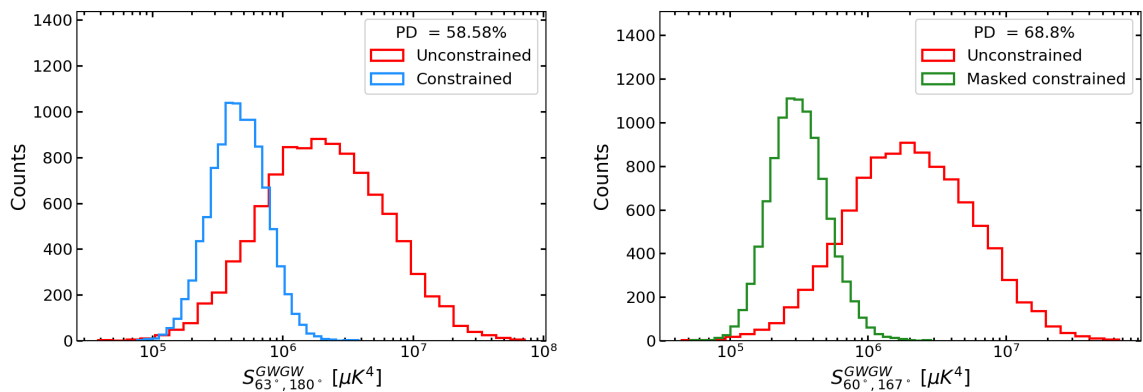 PD = 58.58%
Unconstrained
Constrained
Counts
1400
1200
1000
800
600
400
200
0
10^5 10^6 10^7 10^8
S^{GWGW}_{63°,180°} [μK^4]
PD = 68.8%
Unconstrained
Masked constrained
Counts
1400
1200
1000
800
600
400
200
0
10^5 10^6 10^7
S^{GWGW}_{60°,167°} [μK^4]